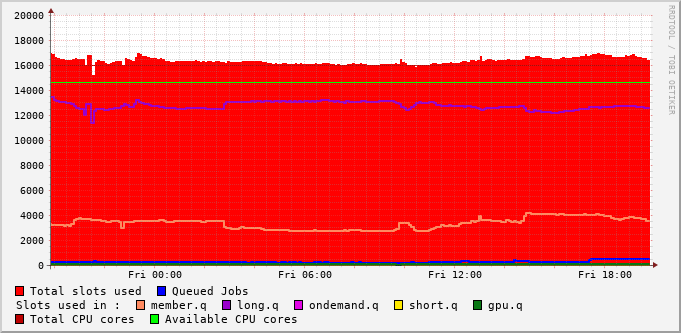 RRDTOOL / TOBI OETIKER
20000
18000
16000
14000
12000
10000
8000
6000
4000
2000
0
Fri 00:00 Fri 06:00 Fri 12:00 Fri 18:00
Total slots used Queued Jobs
Slots used in : member.q long.q ondemand.q short.q gpu.q
Total CPU cores Available CPU cores